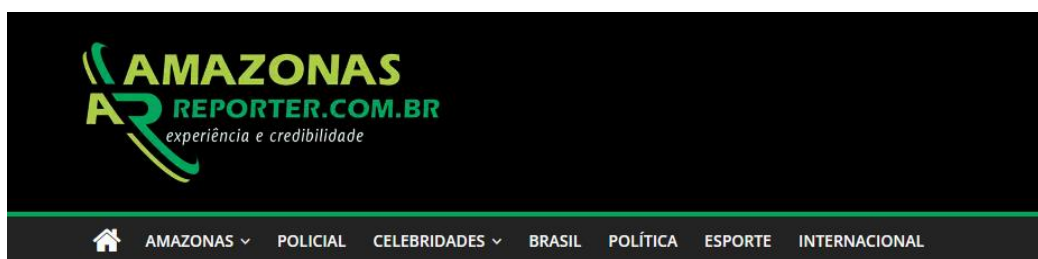 AMAZONAS
AR REPORTER.COM.BR
experiência e credibilidade
AMAZONAS POLICIAL CELEBRIDADES BRASIL POLÍTICA ESPORTE INTERNACIONAL